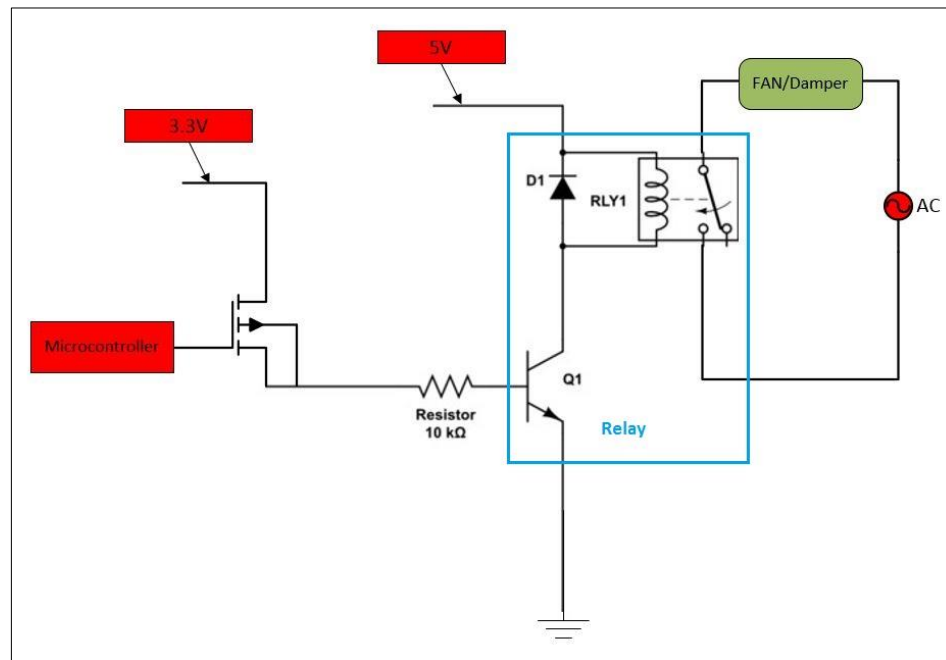 5V
FAN/Damper
3.3V
D1
RLY1
AC
Microcontroller
Q1
Resistor
10 kΩ
Relay